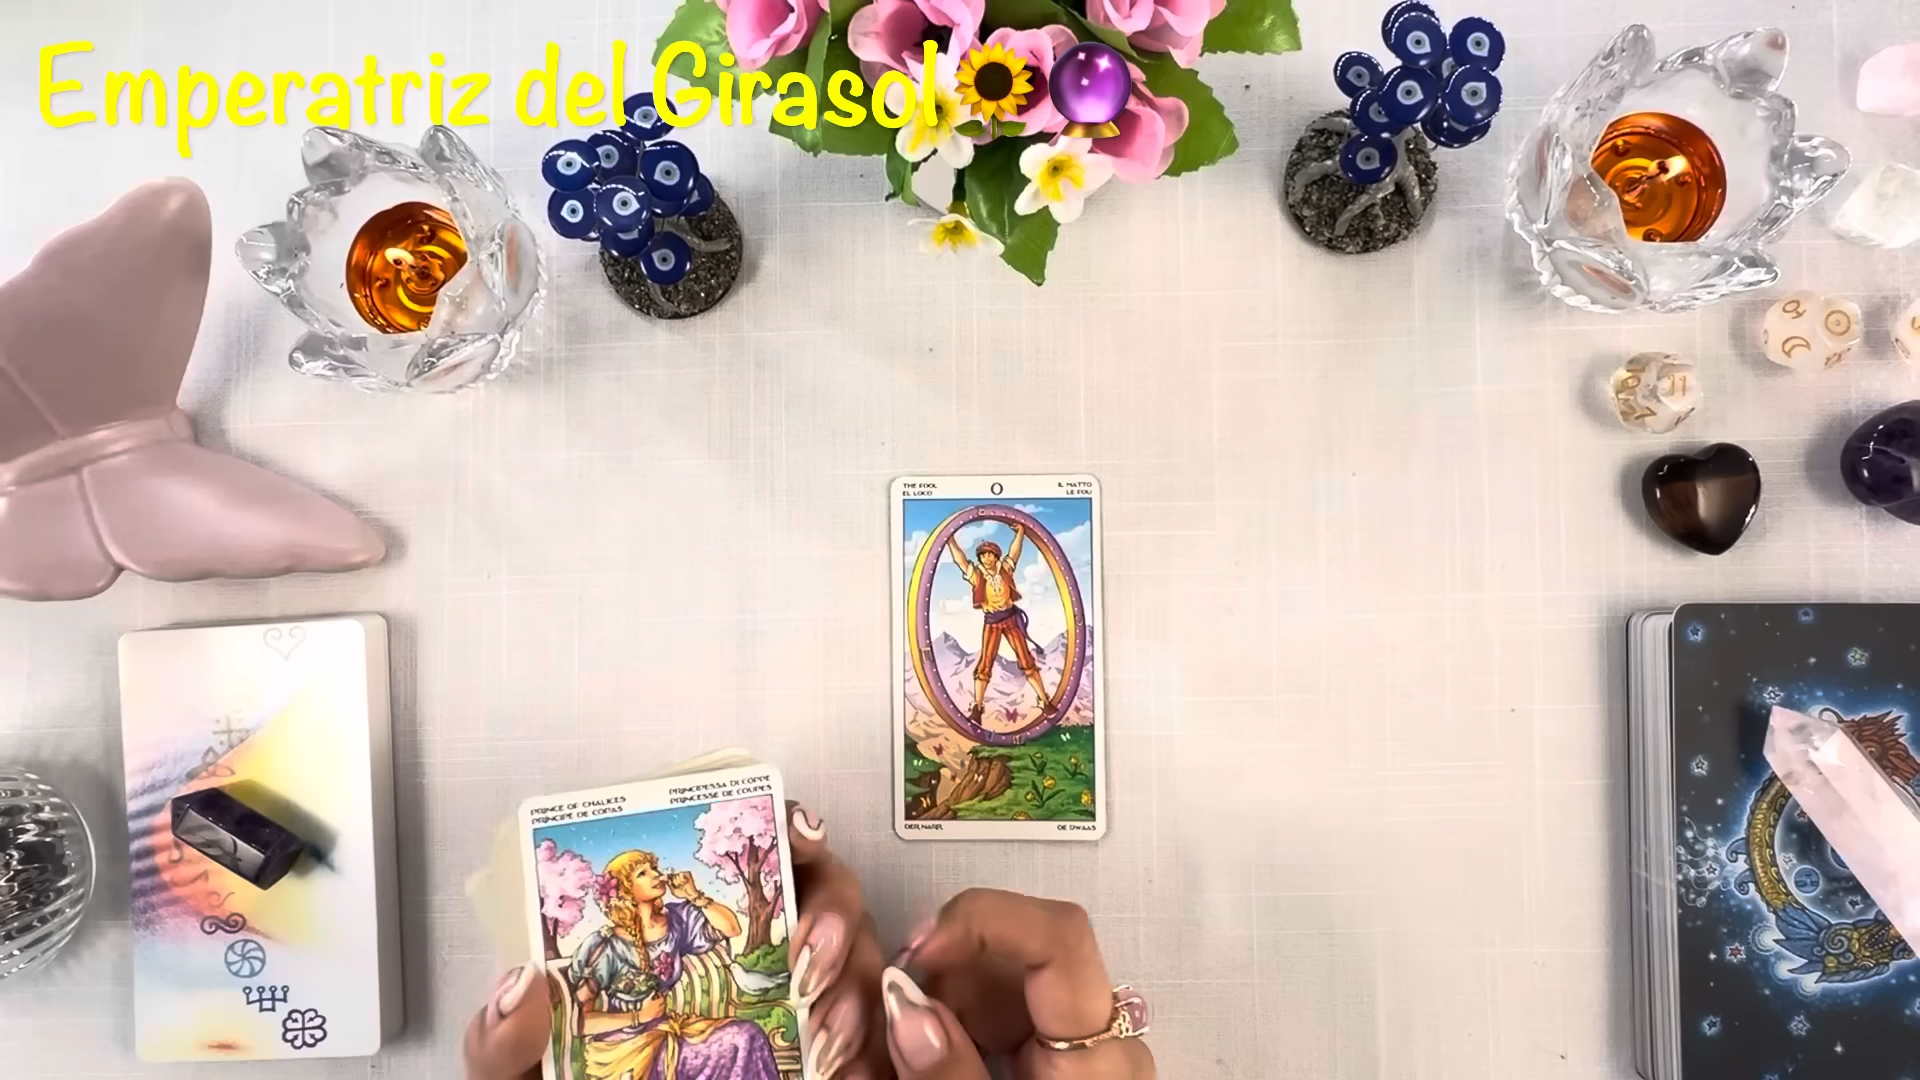 Emperatriz del Girasol🌻🔮
THE FOOL
EL LOCO
0
IL MATTO
LE FOU
DER NARR
DE DWAAS
PRINCE OF CHALICES
PRINCIPE DE COPAS
PRINCIPESSA DI COPPE
PRINCESSE DE COUPES
11